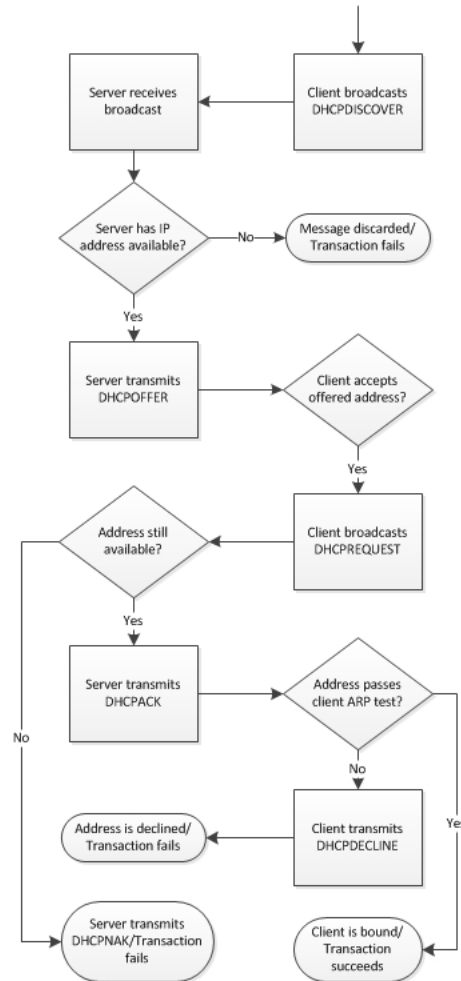 Client broadcasts
DHCPDISCOVER
Server receives
broadcast
Server has IP
address available?
No
Message discarded/
Transaction fails
Yes
Server transmits
DHCPOFFER
Client accepts
offered address?
Yes
Client broadcasts
DHCPREQUEST
Address still
available?
Yes
Server transmits
DHCPACK
Address passes
client ARP test?
No
No
Yes
Client transmits
DHCPDECLINE
Address is declined/
Transaction fails
Server transmits
DHCPNAK/Transaction
fails
Client is bound/
Transaction
succeeds